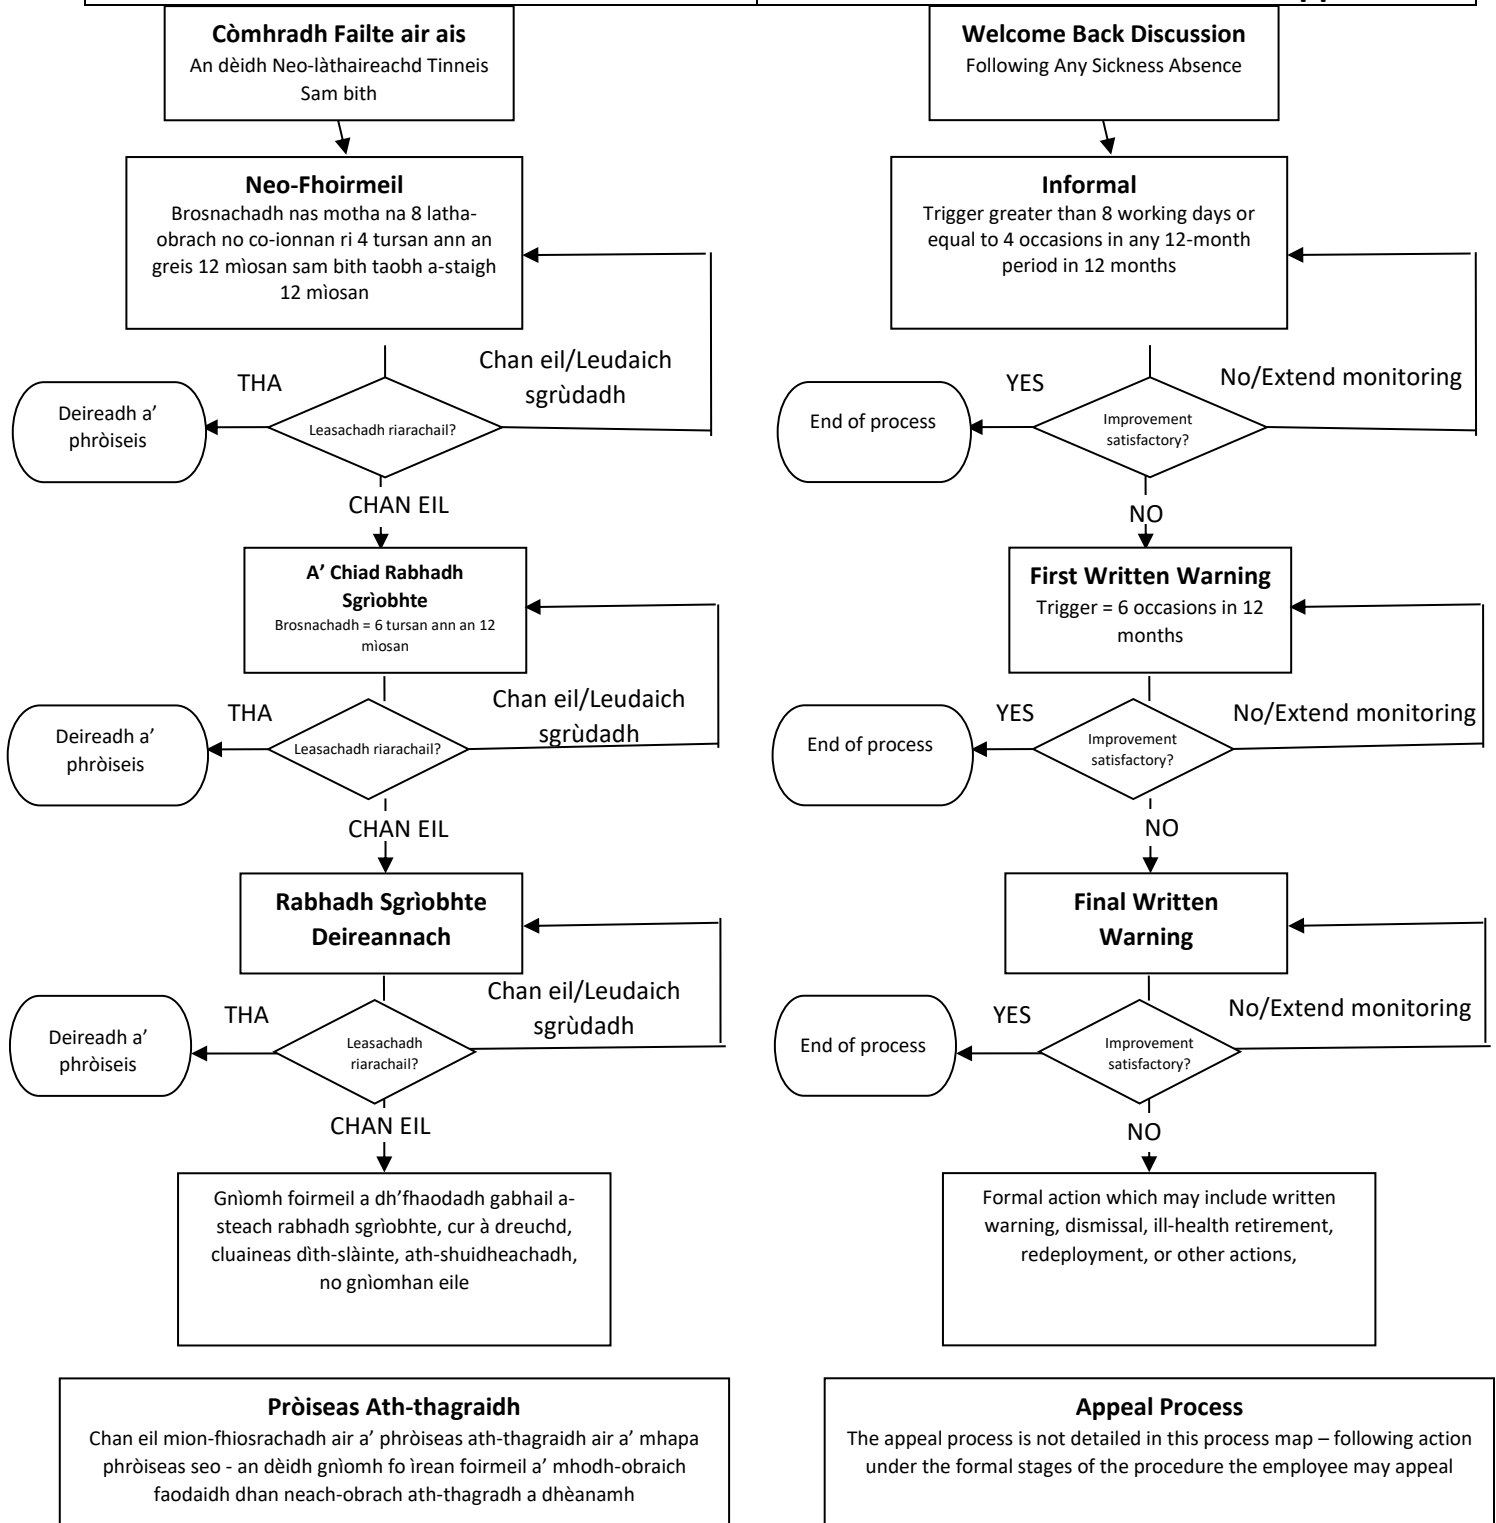 Còmhradh Failte air ais
An dèidh Neo-làthaireachd Tinneis
Sam bith
Neo-Fhoirmeil
Brosnachadh nas motha na 8 latha-
obrach no co-ionnan ri 4 tursan ann an
greis 12 mìosan sam bith taobh a-staigh
12 mìosan
THA
Chan eil/Leudaich
sgrùdadh
Deireadh a’
phròiseis
Leasachadh riarachail?
CHAN EIL
A’ Chiad Rabhadh
Sgrìobhte
Brosnachadh = 6 tursan ann an 12
mìosan
THA
Chan eil/Leudaich
sgrùdadh
Deireadh a’
phròiseis
Leasachadh riarachail?
CHAN EIL
Rabhadh Sgrìobhte
Deireannach
THA
Chan eil/Leudaich
sgrùdadh
Deireadh a’
phròiseis
Leasachadh
riarachail?
CHAN EIL
Gnìomh foirmeil a dh’fhaodadh gabhail a-
steach rabhadh sgrìobhte, cur à dreuchd,
cluaineas dìth-slàinte, ath-shuidheachadh,
no gnìomhan eile
Pròiseas Ath-thagraidh
Chan eil mion-fhiosrachadh air a’ phròiseas ath-thagraidh air a’ mhapa
phròiseas seo - an dèidh gnìomh fo ìrean foirmeil a’ mhodh-obraich
faodaidh dhan neach-obrach ath-thagradh a dhèanamh
Welcome Back Discussion
Following Any Sickness Absence
Informal
Trigger greater than 8 working days or
equal to 4 occasions in any 12-month
period in 12 months
YES
No/Extend monitoring
End of process
Improvement
satisfactory?
NO
First Written Warning
Trigger = 6 occasions in 12
months
YES
No/Extend monitoring
End of process
Improvement
satisfactory?
NO
Final Written
Warning
YES
No/Extend monitoring
End of process
Improvement
satisfactory?
NO
Formal action which may include written
warning, dismissal, ill-health retirement,
redeployment, or other actions,
Appeal Process
The appeal process is not detailed in this process map – following action
under the formal stages of the procedure the employee may appeal